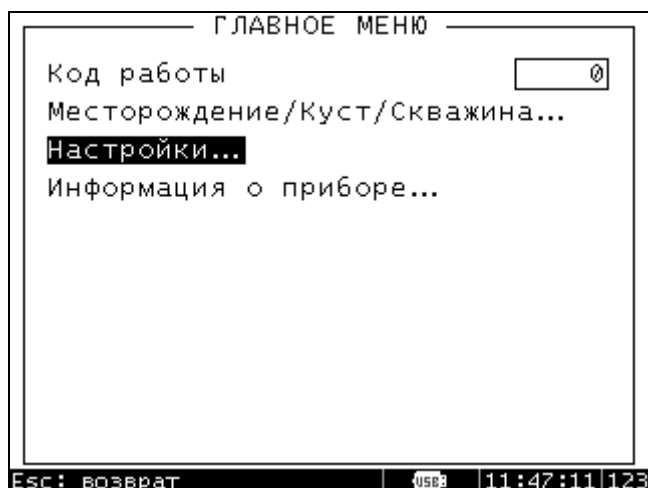 ГЛАВНОЕ МЕНЮ
Код работы 0
Месторождение/Куст/Скважина...
Настройки...
Информация о приборе...
Esc: возврат USB 11:47:11 123